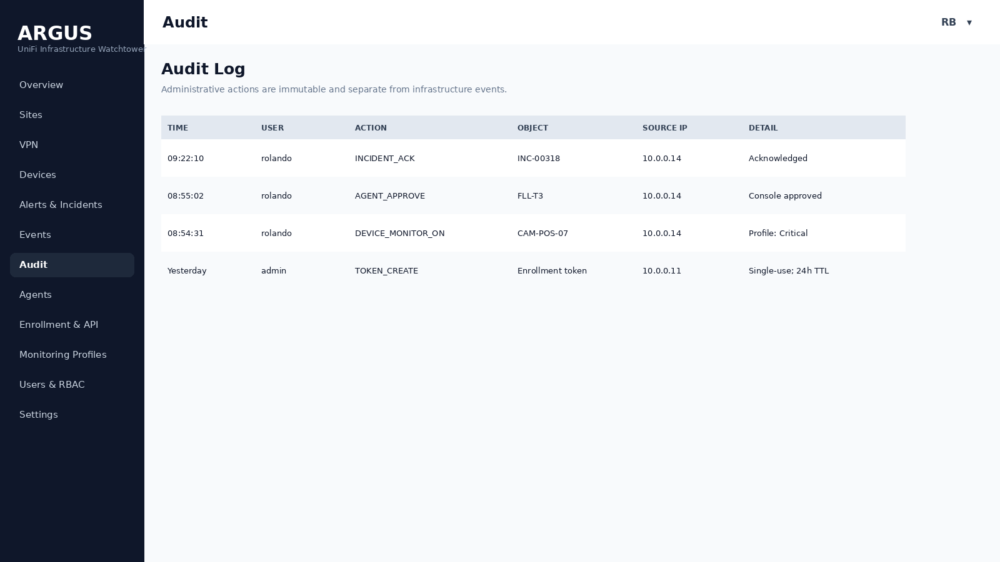 ARGUS
UniFi Infrastructure Watchtower
Overview
Sites
VPN
Devices
Alerts & Incidents
Events
Audit
Agents
Enrollment & API
Monitoring Profiles
Users & RBAC
Settings
Audit
RB ▾
Audit Log
Administrative actions are immutable and separate from infrastructure events.
TIME USER ACTION OBJECT SOURCE IP DETAIL
09:22:10 rolando INCIDENT_ACK INC-00318 10.0.0.14 Acknowledged
08:55:02 rolando AGENT_APPROVE FLL-T3 10.0.0.14 Console approved
08:54:31 rolando DEVICE_MONITOR_ON CAM-POS-07 10.0.0.14 Profile: Critical
Yesterday admin TOKEN_CREATE Enrollment token 10.0.0.11 Single-use; 24h TTL